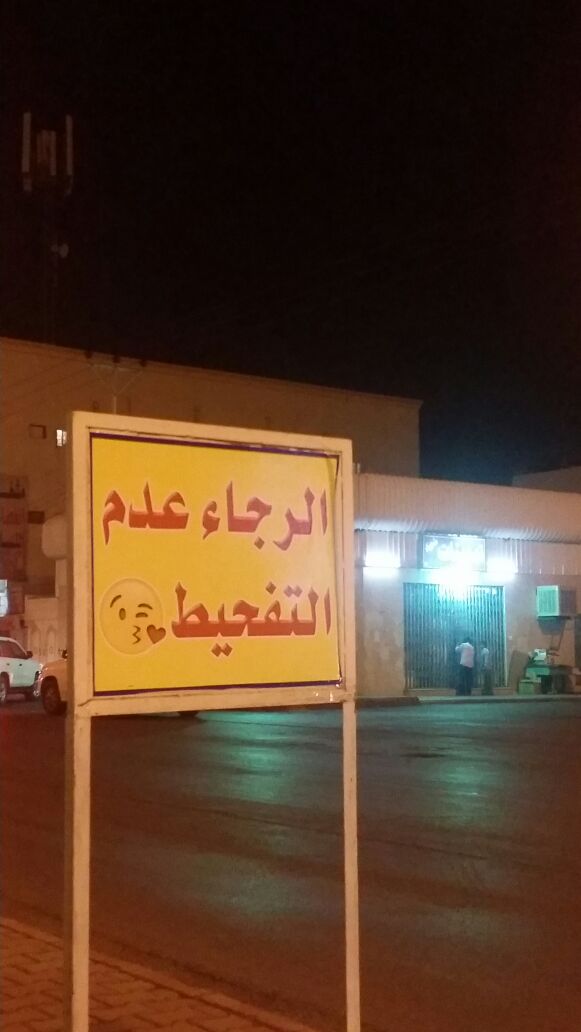 الرجاء عدم
التفحيط 😘